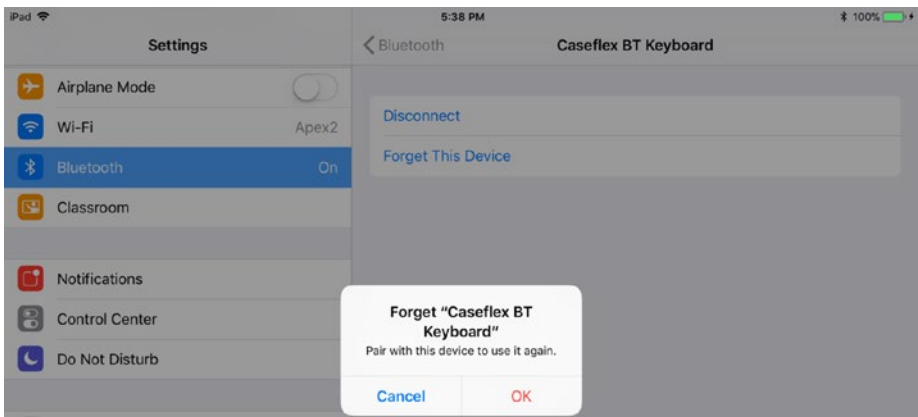 iPad 5:38 PM 100%
Settings
Bluetooth Caseflex BT Keyboard
Airplane Mode
Wi-Fi Apex2
Bluetooth On
Classroom
Notifications
Control Center
Do Not Disturb
Disconnect
Forget This Device
Forget “Caseflex BT
Keyboard”
Pair with this device to use it again.
Cancel OK